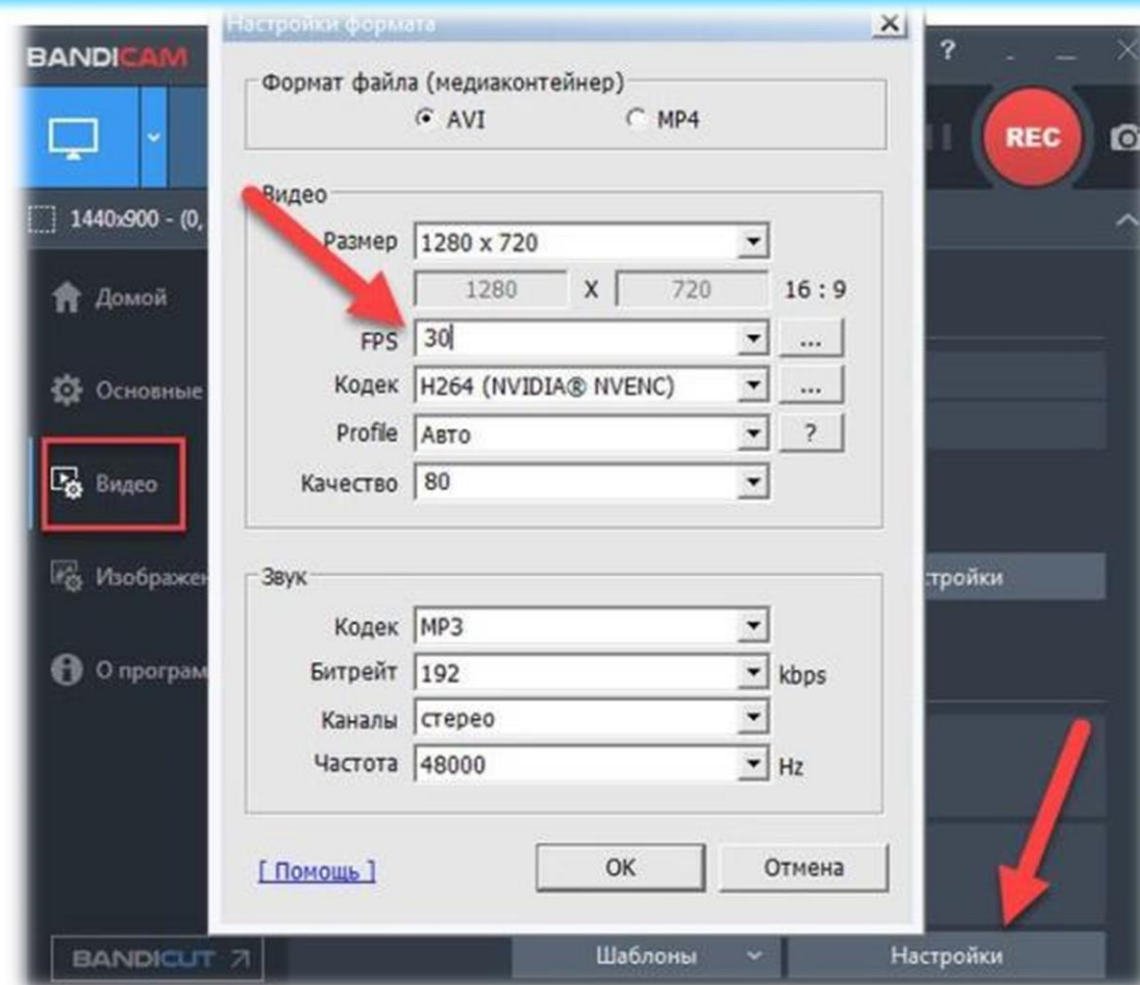 Настройки формата
BANDICAM
?
Формат файла (медиаконтейнер)
AVI
MP4
REC
1440x900 - (0,
Видео
Размер 1280 x 720
1280 X 720 16 : 9
FPS 30 ...
Кодек H264 (NVIDIA® NVENC) ...
Profile Авто ?
Качество 80
Домой
Основные
Видео
Изображен
О програм
Звук
Кодек MP3
Битрейт 192 kbps
Каналы стерео
Частота 48000 Hz
тройки
[ Помощь ]
OK
Отмена
BANDICUT
Шаблоны
Настройки